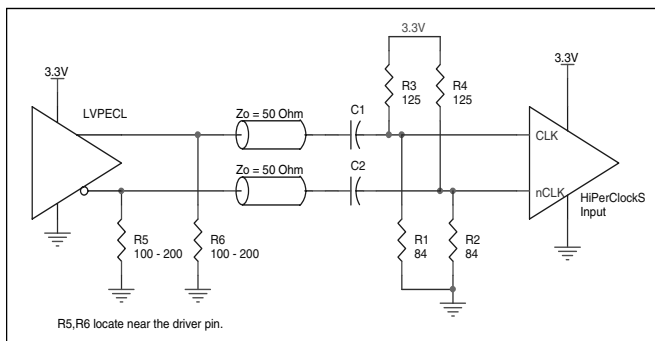 3.3V
3.3V
3.3V
LVPECL
R3
125
R4
125
Zo = 50 Ohm
C1
CLK
Zo = 50 Ohm
C2
nCLK
HiPerClockS
Input
R5
100 - 200
R6
100 - 200
R1
84
R2
84
R5,R6 locate near the driver pin.